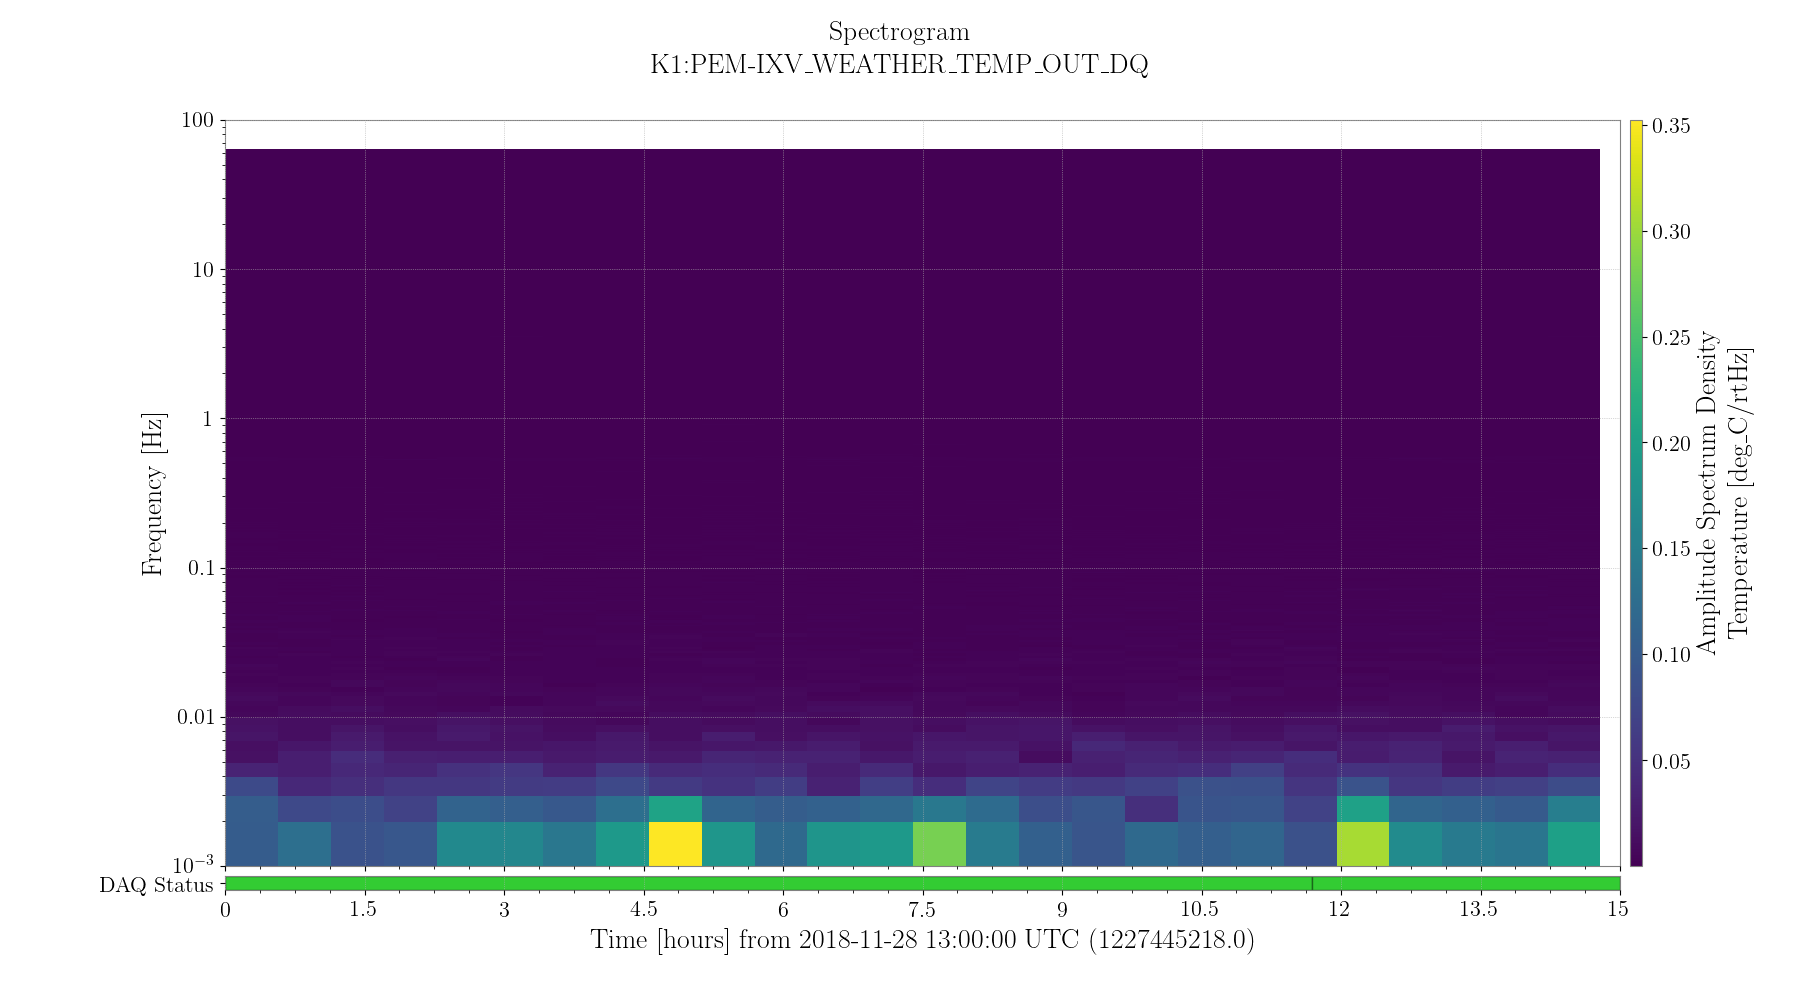 Spectrogram
K1:PEM-IXV_WEATHER_TEMP_OUT_DQ
100
10
1
0.1
0.01
10⁻³
Frequency [Hz]
0.35
0.30
0.25
0.20
0.15
0.10
0.05
Amplitude Spectrum Density
Temperature [deg_C/rtHz]
DAQ Status
0 1.5 3 4.5 6 7.5 9 10.5 12 13.5 15
Time [hours] from 2018-11-28 13:00:00 UTC (1227445218.0)